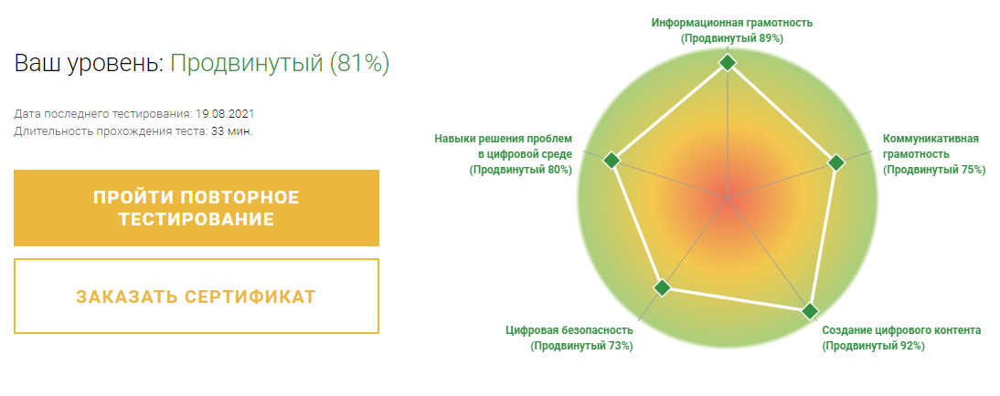 Ваш уровень: Продвинутый (81%)
Дата последнего тестирования: 19.08.2021
Длительность прохождения теста: 33 мин.
ПРОЙТИ ПОВТОРНОЕ
ТЕСТИРОВАНИЕ
ЗАКАЗАТЬ СЕРТИФИКАТ
Информационная грамотность
(Продвинутый 89%)
Навыки решения проблем
в цифровой среде
(Продвинутый 80%)
Коммуникативная
грамотность
(Продвинутый 75%)
Цифровая безопасность
(Продвинутый 73%)
Создание цифрового контента
(Продвинутый 92%)